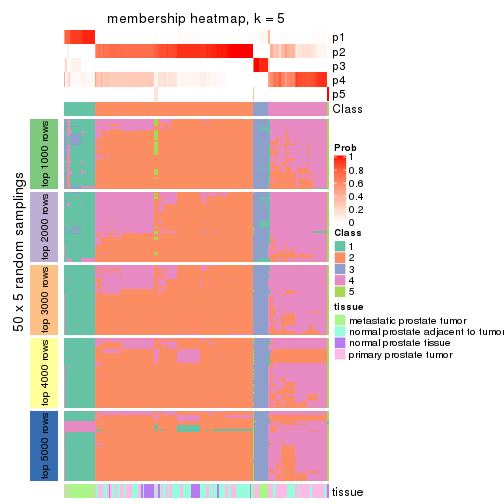 membership heatmap, k = 5
p1
p2
p3
p4
p5
Class
50 x 5 random samplings
top 1000 rows
top 2000 rows
top 3000 rows
top 4000 rows
top 5000 rows
tissue
Prob
1
0.8
0.6
0.4
0.2
0
Class
1
2
3
4
5
tissue
metastatic prostate tumor
normal prostate adjacent to tumor
normal prostate tissue
primary prostate tumor